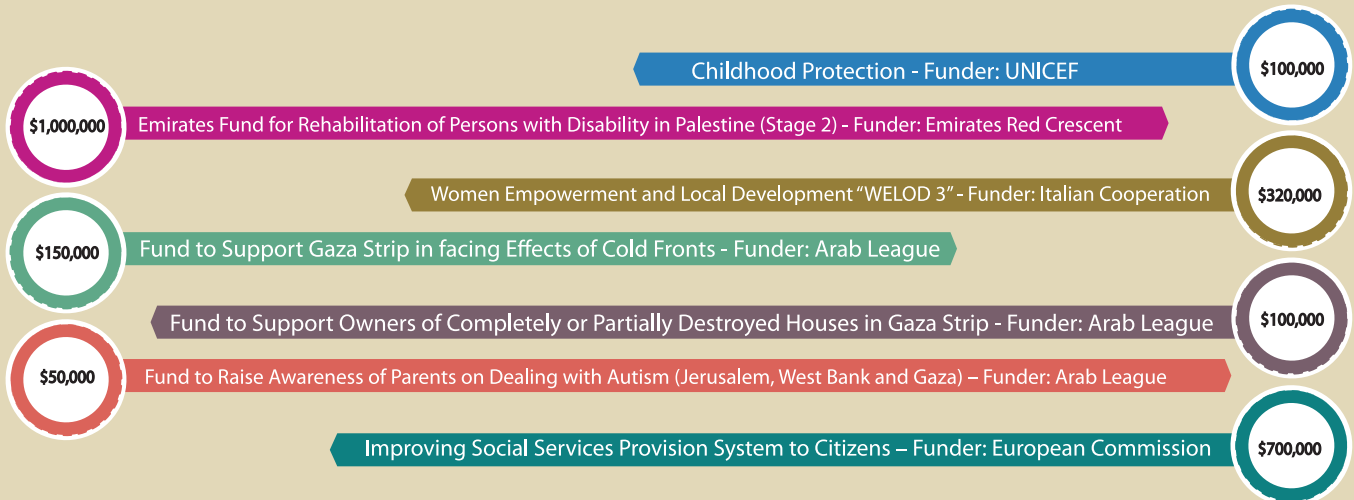 Childhood Protection - Funder: UNICEF
$100,000
$1,000,000
Emirates Fund for Rehabilitation of Persons with Disability in Palestine (Stage 2) - Funder: Emirates Red Crescent
Women Empowerment and Local Development “WELOD 3” - Funder: Italian Cooperation
$320,000
$150,000
Fund to Support Gaza Strip in facing Effects of Cold Fronts - Funder: Arab League
Fund to Support Owners of Completely or Partially Destroyed Houses in Gaza Strip - Funder: Arab League
$100,000
$50,000
Fund to Raise Awareness of Parents on Dealing with Autism (Jerusalem, West Bank and Gaza) – Funder: Arab League
Improving Social Services Provision System to Citizens – Funder: European Commission
$700,000